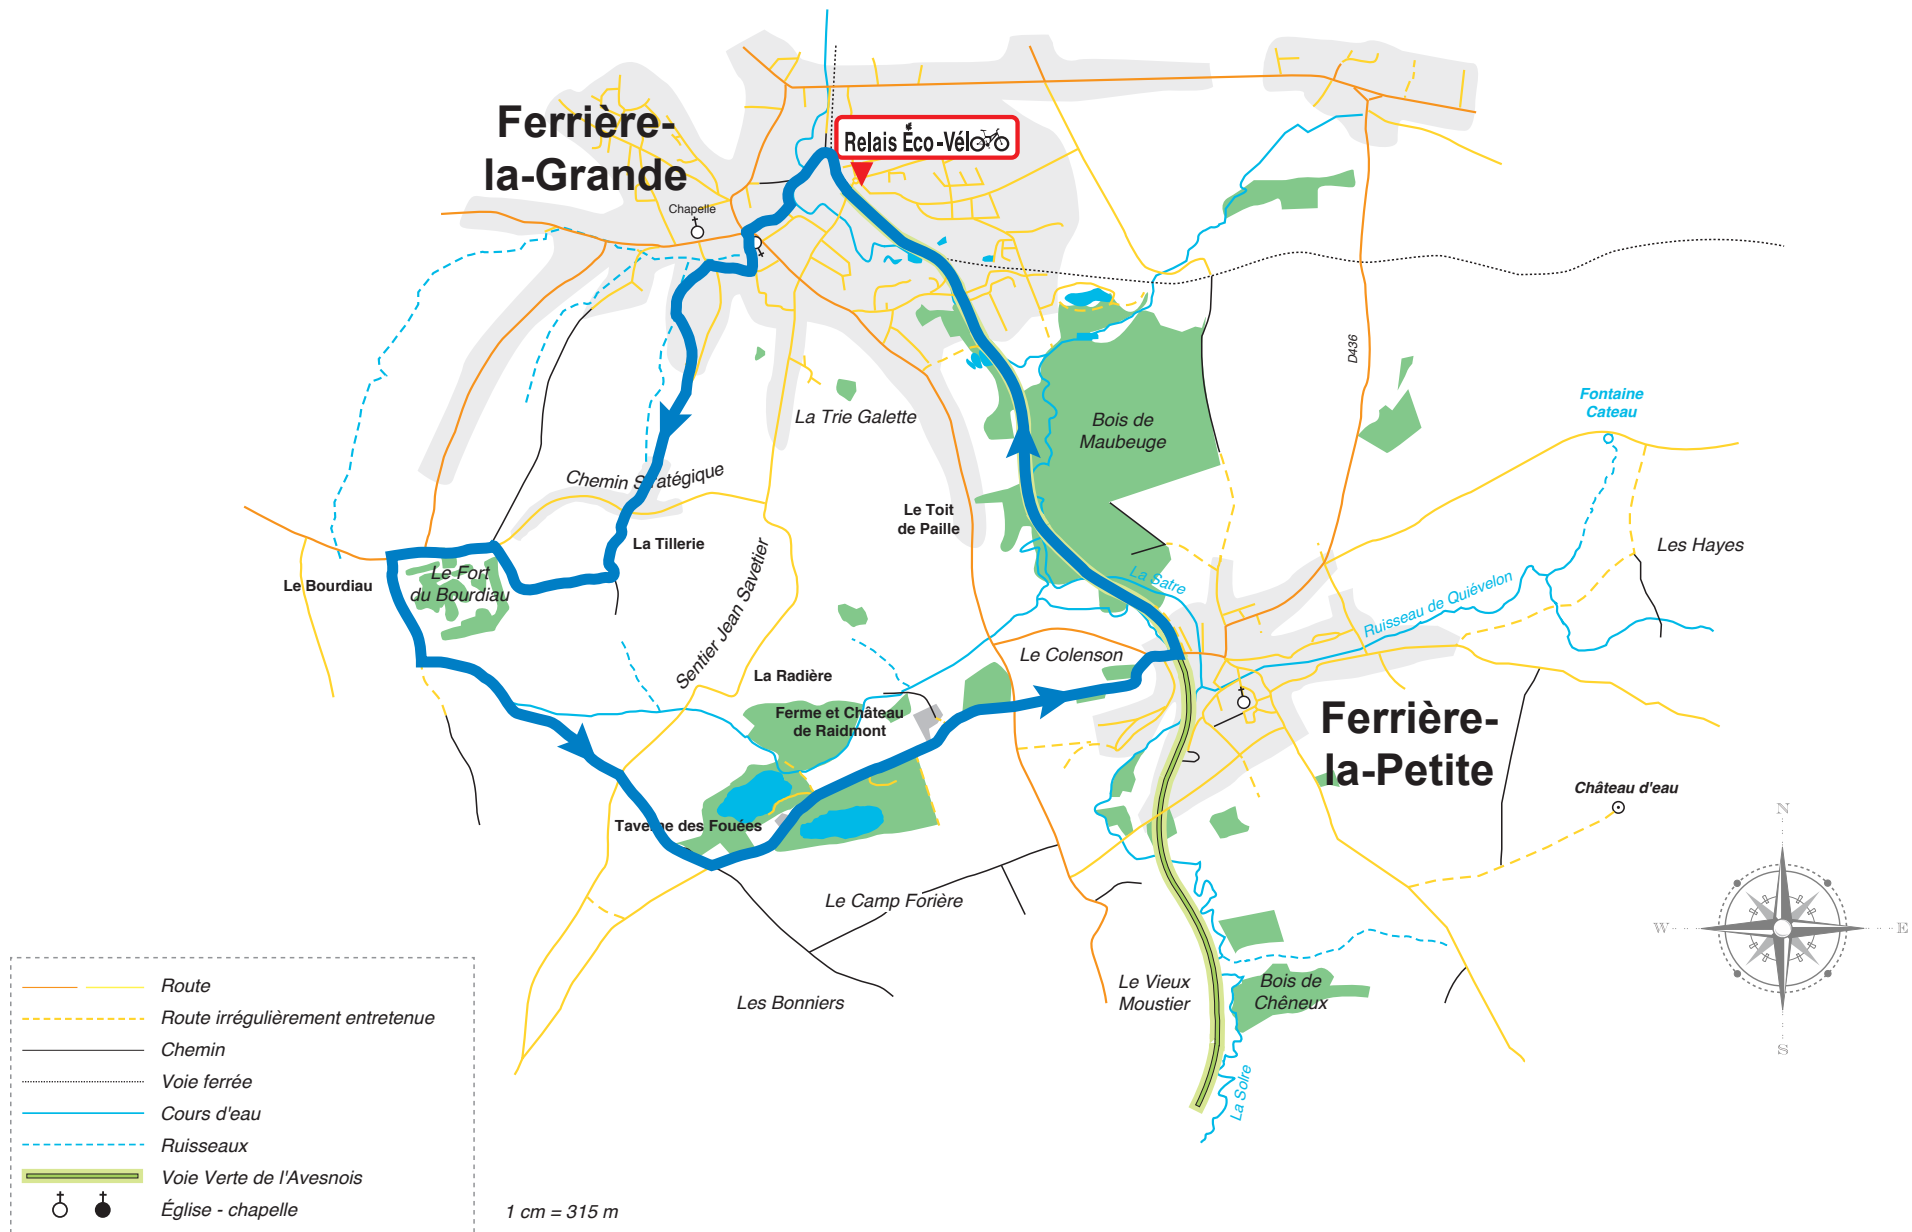 Ferrière-
la-Grande
Relais Éco-Vélo
Chapelle
D436
Fontaine
Cateau
La Trie Galette
Bois de
Maubeuge
Chemin Stratégique
Le Toit
de Paille
La Tillerie
Les Hayes
Le Fort
du Bourdiau
Le Bourdiau
Sentier Jean Savetier
La Satre
Ruisseau de Quiévelon
Le Colenson
La Radière
Ferme et Château
de Raidmont
Ferrière-
la-Petite
Château d'eau
Taverne des Fouées
Le Camp Forière
Les Bonniers
Le Vieux
Moustier
Bois de
Chêneux
La Solre
N
W
E
S
Route
Route irrégulièrement entretenue
Chemin
Voie ferrée
Cours d'eau
Ruisseaux
Voie Verte de l'Avesnois
Église - chapelle
1 cm = 315 m